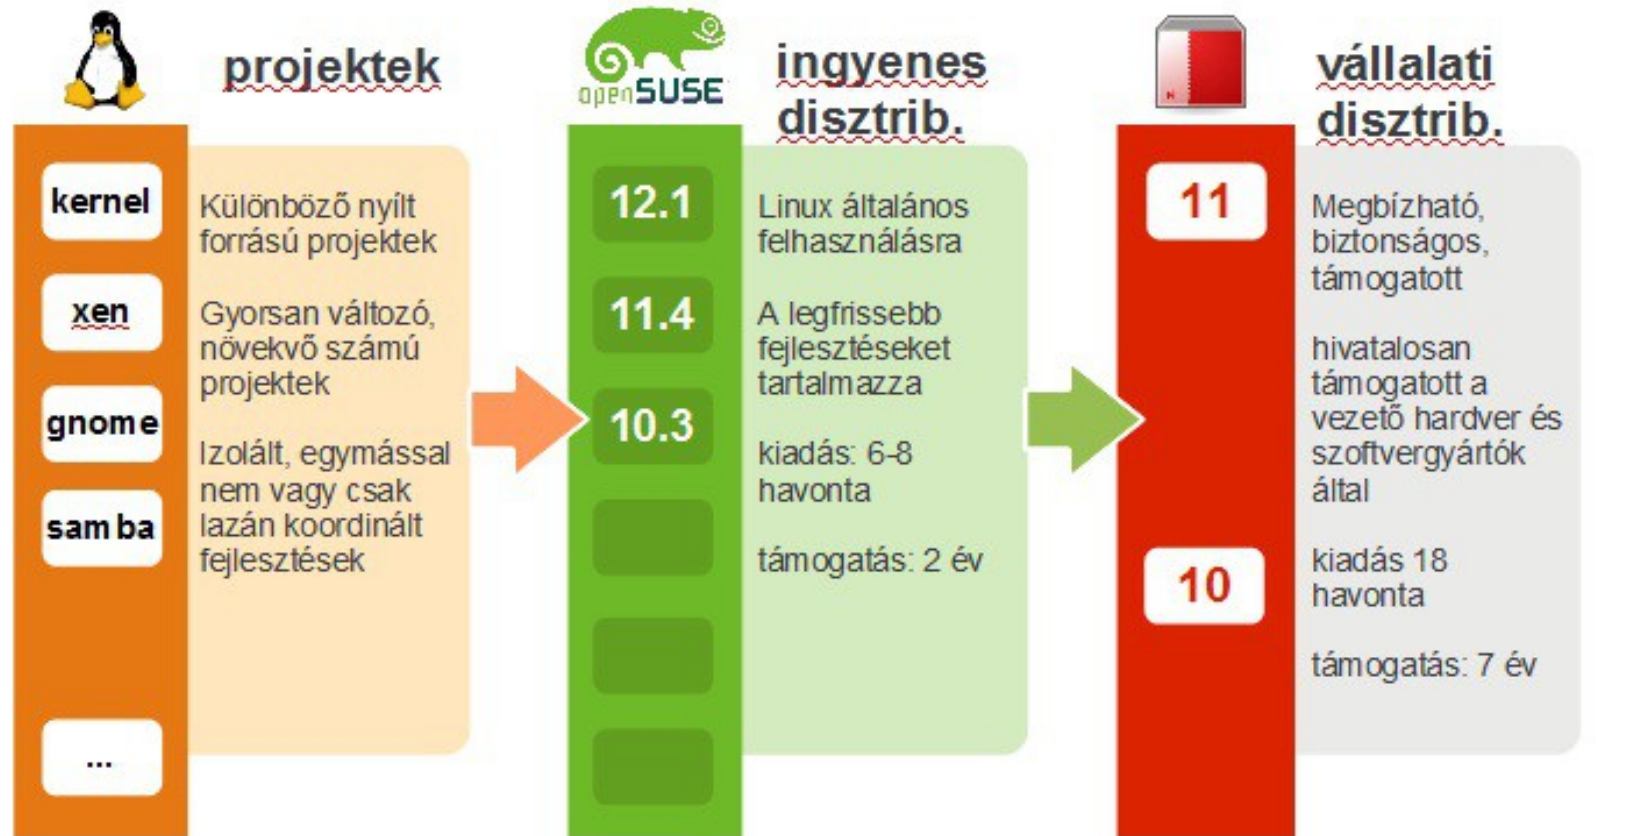 projektek
kernel
xen
gnome
samba
...
Különböző nyílt
forrású projektek
Gyorsan változó,
növekvő számú
projektek
Izolált, egymással
nem vagy csak
lazán koordinált
fejlesztések
openSUSE
ingyenes
disztrib.
12.1
11.4
10.3
Linux általános
felhasználásra
A legfrissebb
fejlesztéseket
tartalmazza
kiadás: 6-8
havonta
támogatás: 2 év
N
vállalati
disztrib.
11
10
Megbízható,
biztonságos,
támogatott
hivatalosan
támogatott a
vezető hardver és
szoftvergyártók
által
kiadás 18
havonta
támogatás: 7 év